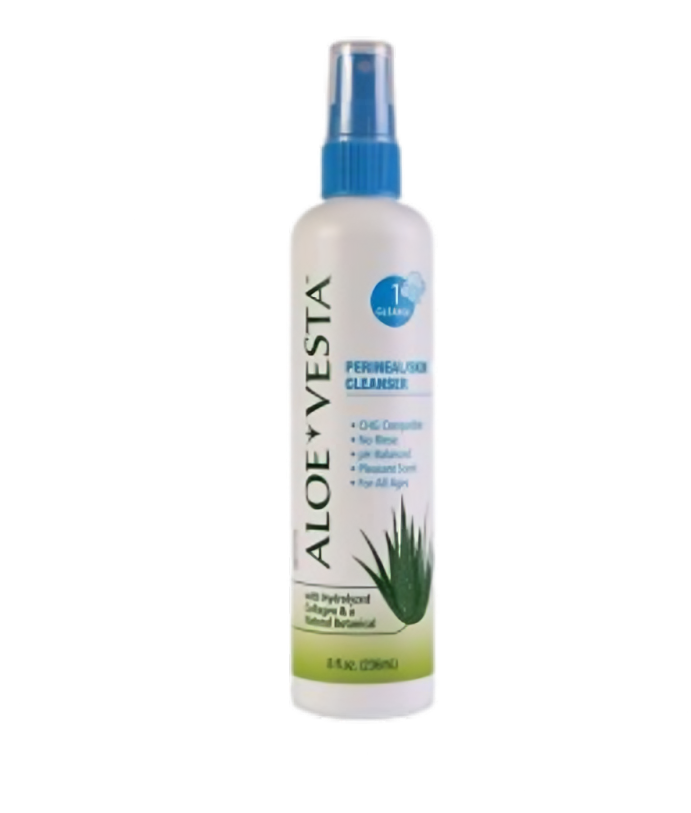 ALOE VESTA
1
CLEANSE
PERINEAL/SKIN
CLEANSER
• CHG Compatible
• No Rinse
• pH Balanced
• Pleasant Scent
• For All Ages
with Hydrolyzed
Collagen & a
Natural Botanical
8 fl. oz. (236mL)